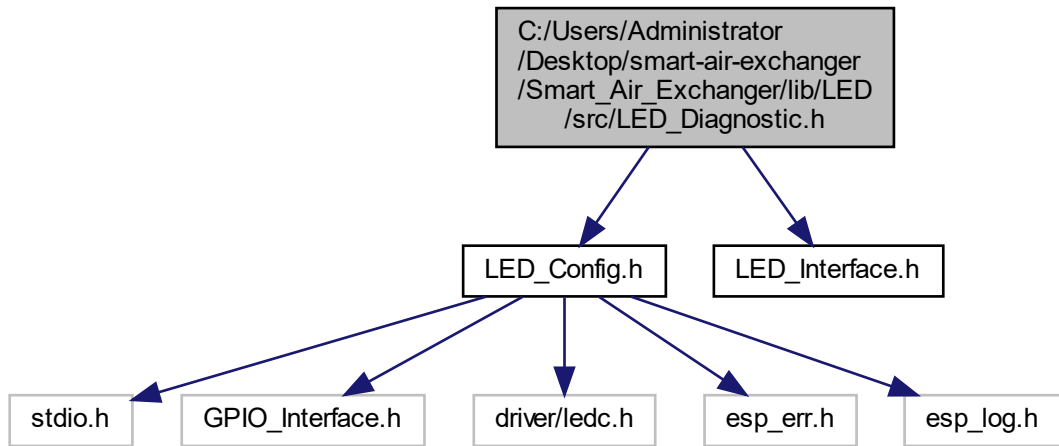 C:/Users/Administrator
/Desktop/smart-air-exchanger
/Smart_Air_Exchanger/lib/LED
/src/LED_Diagnostic.h
LED_Config.h
LED_Interface.h
stdio.h
GPIO_Interface.h
driver/ledc.h
esp_err.h
esp_log.h